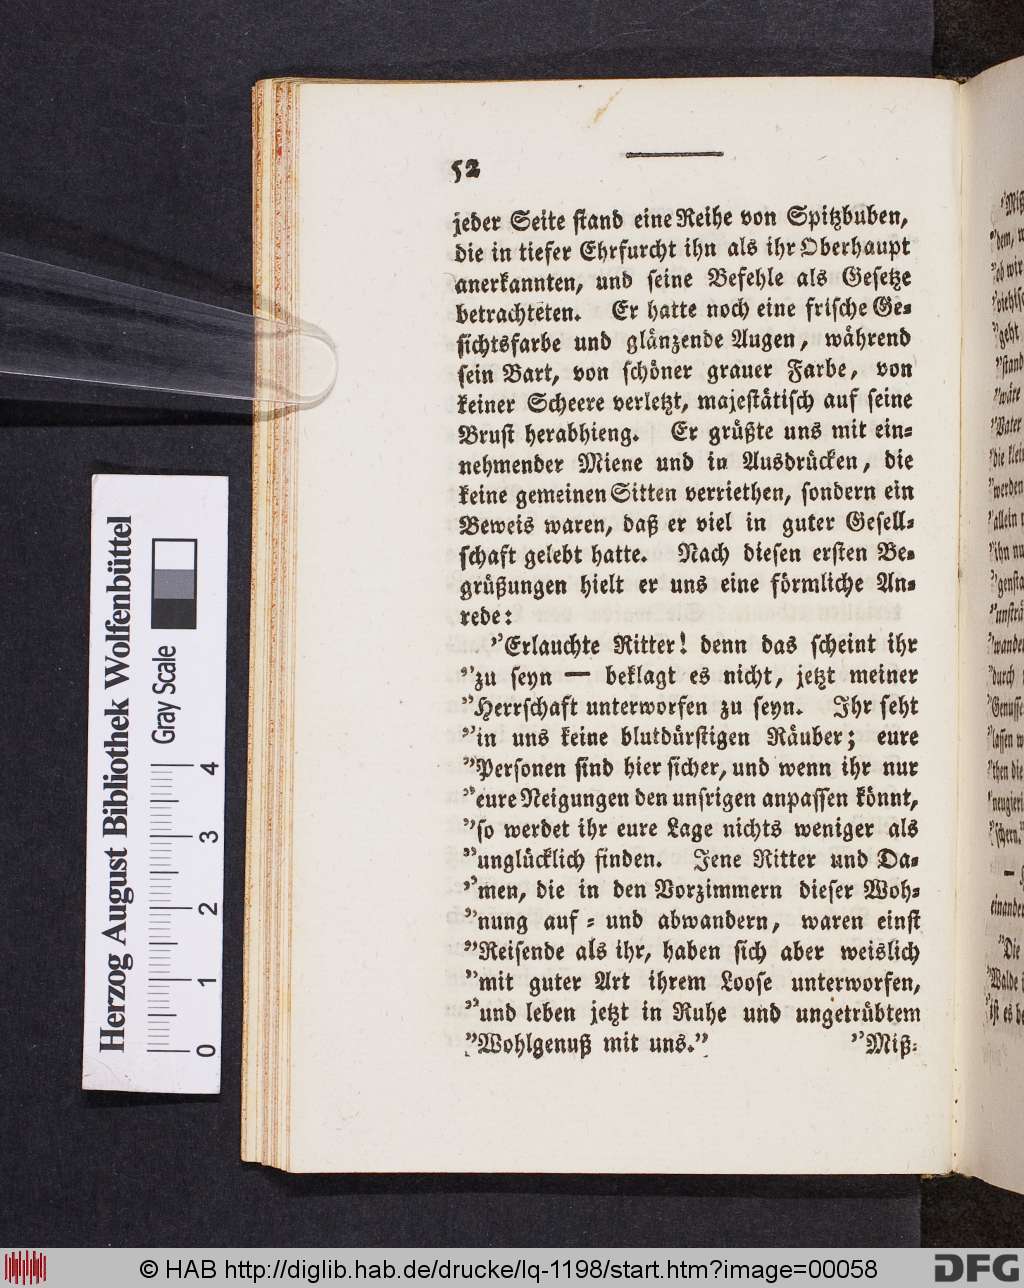 52
jeder Seite stand eine Reihe von Spitzbuben,
die in tiefer Ehrfurcht ihn als ihr Oberhaupt
anerkannten, und seine Befehle als Gesetze
betrachteten. Er hatte noch eine frische Ge-
sichtsfarbe und glänzende Augen, während
sein Bart, von schöner grauer Farbe, von
keiner Scheere verletzt, majestätisch auf seine
Brust herabhieng. Er grüßte uns mit ein-
nehmender Miene und in Ausdrücken, die
keine gemeinen Sitten verriethen, sondern ein
Beweis waren, daß er viel in guter Gesell-
schaft gelebt hatte. Nach diesen ersten Be-
grüßungen hielt er uns eine förmliche An-
rede:
”Erlauchte Ritter! denn das scheint ihr
”zu seyn — beklagt es nicht, jetzt meiner
”Herrschaft unterworfen zu seyn. Ihr seht
”in uns keine blutdürstigen Räuber; eure
”Personen sind hier sicher, und wenn ihr nur
”eure Neigungen den unsrigen anpassen könnt,
”so werdet ihr eure Lage nichts weniger als
”unglücklich finden. Jene Ritter und Da-
”men, die in den Vorzimmern dieser Woh-
”nung auf- und abwandern, waren einst
”Reisende als ihr, haben sich aber weislich
”mit guter Art ihrem Loose unterworfen,
”und leben jetzt in Ruhe und ungetrübtem
”Wohlgenuß mit uns.” ”Miß-
Herzog August Bibliothek Wolfenbüttel
Gray Scale
0 1 2 3 4
© HAB http://diglib.hab.de/drucke/lq-1198/start.htm?image=00058
DFG